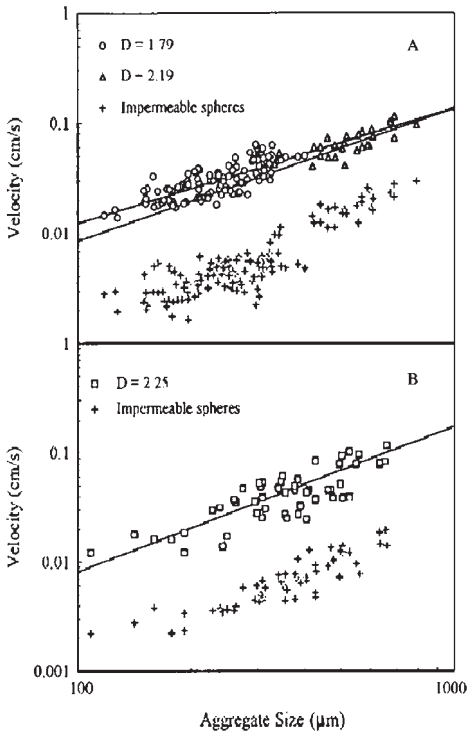 1
A
D = 1.79
D - 2.19
Impermeable spheres
0.1
Velocity (cm/s)
0.01
1
B
D = 2 25
Impermeable spheres
0.1
Velocity (cm/s)
0.01
0.001
100
1000
Aggregate Size (μm)